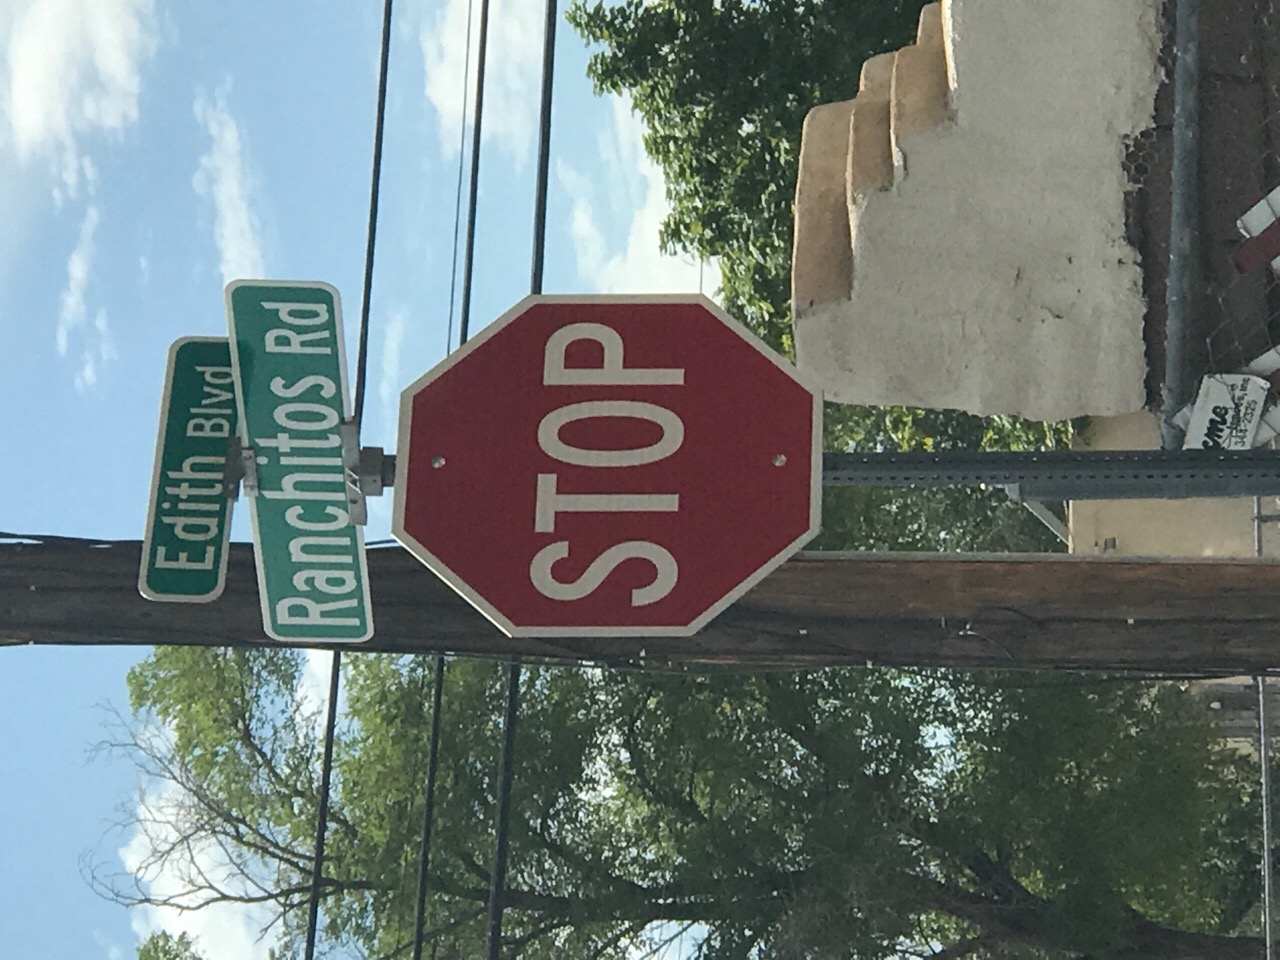 Edith Blvd
Ranchitos Rd
STOP